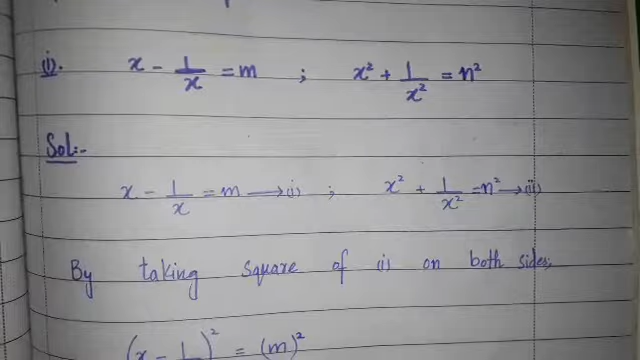 (i). x - 1/x = m ; x² + 1/x² = n²
Sol:-
x - 1/x = m → (i) ; x² + 1/x² = n² → (ii)
By taking square of (i) on both sides,
(x - 1/x)² = (m)²